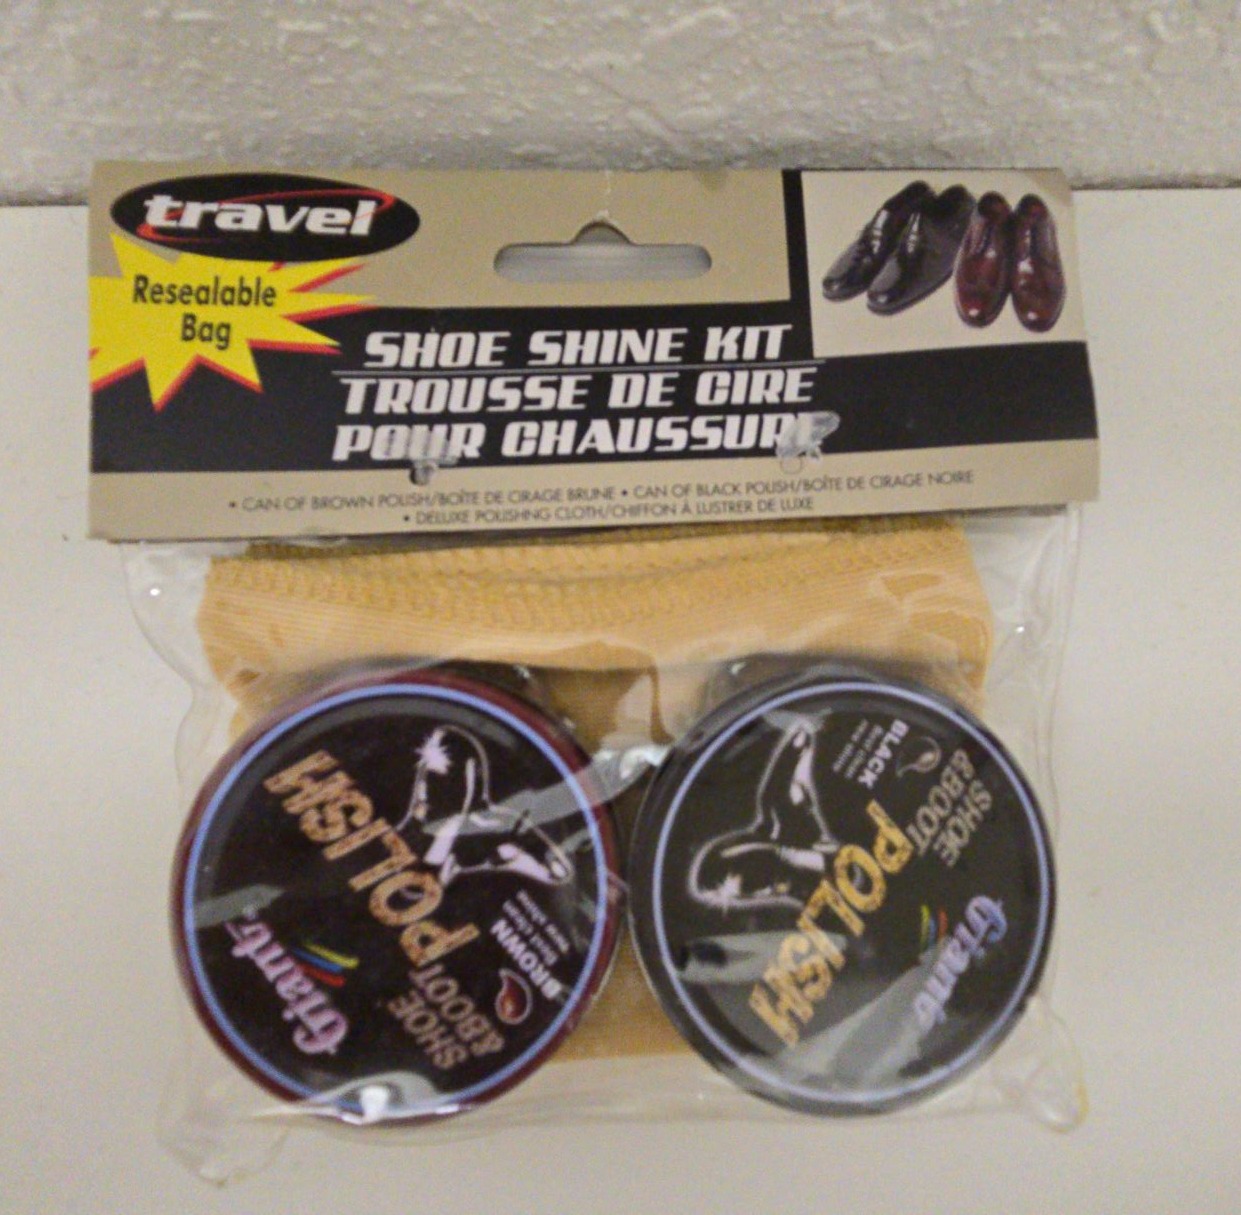 travel
Resealable
Bag
SHOE SHINE KIT
TROUSSE DE CIRE
POUR CHAUSSURE
• CAN OF BROWN POLISH/BOÎTE DE CIRAGE BRUNE • CAN OF BLACK POLISH/BOÎTE DE CIRAGE NOIRE
• DELUXE POLISHNG CLOTH/CHIFFON À LUSTRER DE LUXE
Giant
SHOE
&BOOT
POLISH
BROWN
Giant
SHOE
&BOOT
POLISH
BLACK